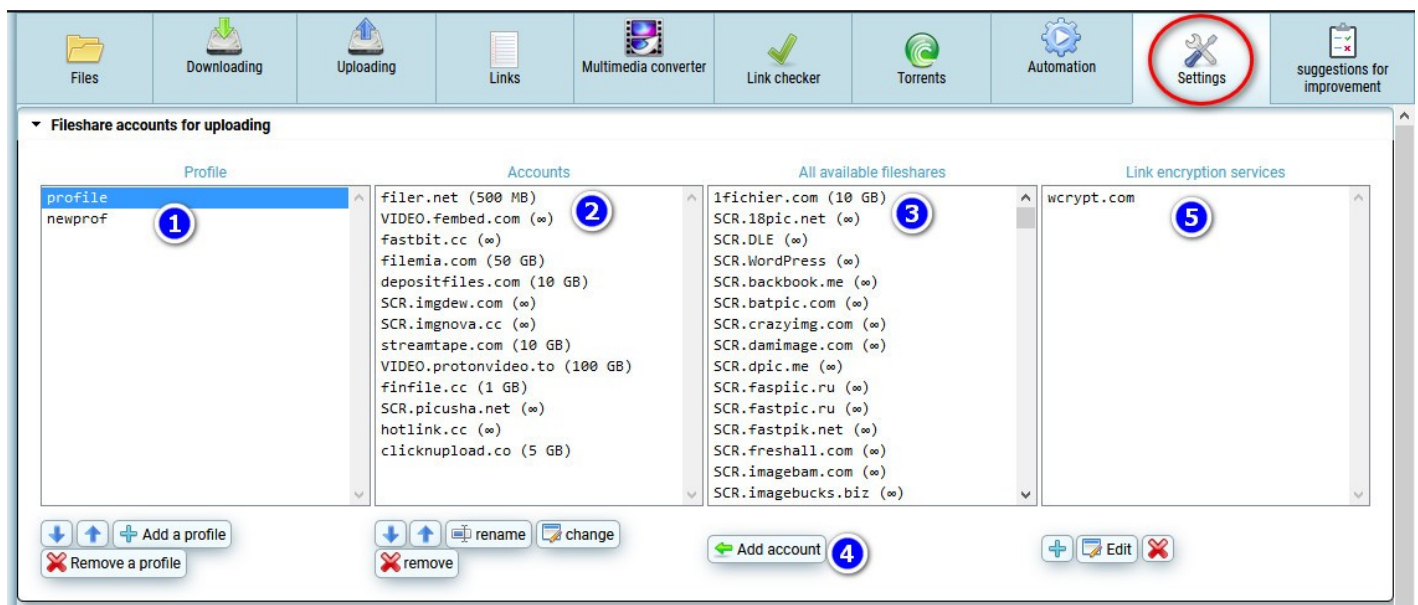 Files
Downloading
Uploading
Links
Multimedia converter
Link checker
Torrents
Automation
Settings
suggestions for
improvement
Fileshare accounts for uploading
Profile
profile
newprof
1
Add a profile
Remove a profile
Accounts
filer.net (500 MB)
VIDEO.fembed.com (∞)
fastbit.cc (∞)
filemia.com (50 GB)
depositfiles.com (10 GB)
SCR.imgdew.com (∞)
SCR.imgnova.cc (∞)
streamtape.com (10 GB)
VIDEO.protonvideo.to (100 GB)
finfile.cc (1 GB)
SCR.picusha.net (∞)
hotlink.cc (∞)
clicknupload.co (5 GB)
2
rename
change
remove
All available fileshares
1fichier.com (10 GB)
SCR.18pic.net (∞)
SCR.DLE (∞)
SCR.WordPress (∞)
SCR.backbook.me (∞)
SCR.batpic.com (∞)
SCR.crazyimg.com (∞)
SCR.damimage.com (∞)
SCR.dpic.me (∞)
SCR.faspiic.ru (∞)
SCR.fastpic.ru (∞)
SCR.fastpik.net (∞)
SCR.freshall.com (∞)
SCR.imagebam.com (∞)
SCR.imagebucks.biz (∞)
3
Add account
4
Link encryption services
wcrypt.com
5
Edit